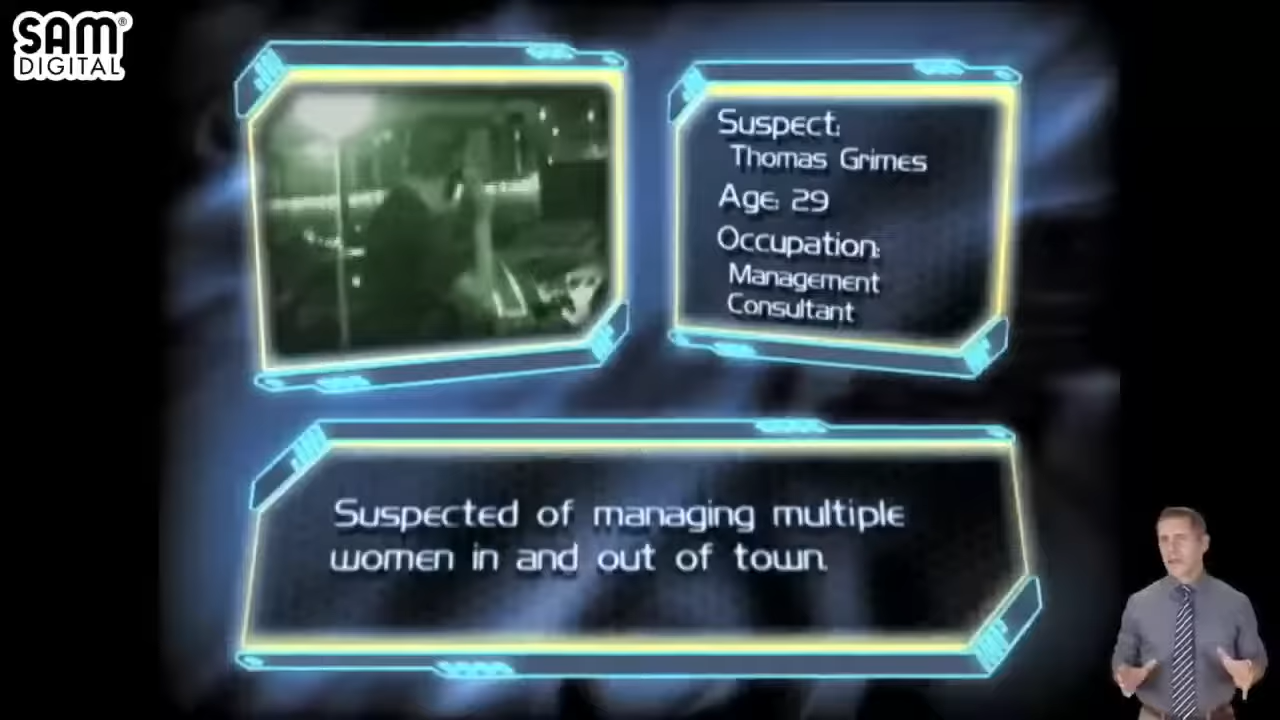 SAM®
DIGITAL
Suspect:
Thomas Grimes
Age: 29
Occupation:
Management
Consultant
Suspected of managing multiple
women in and out of town.